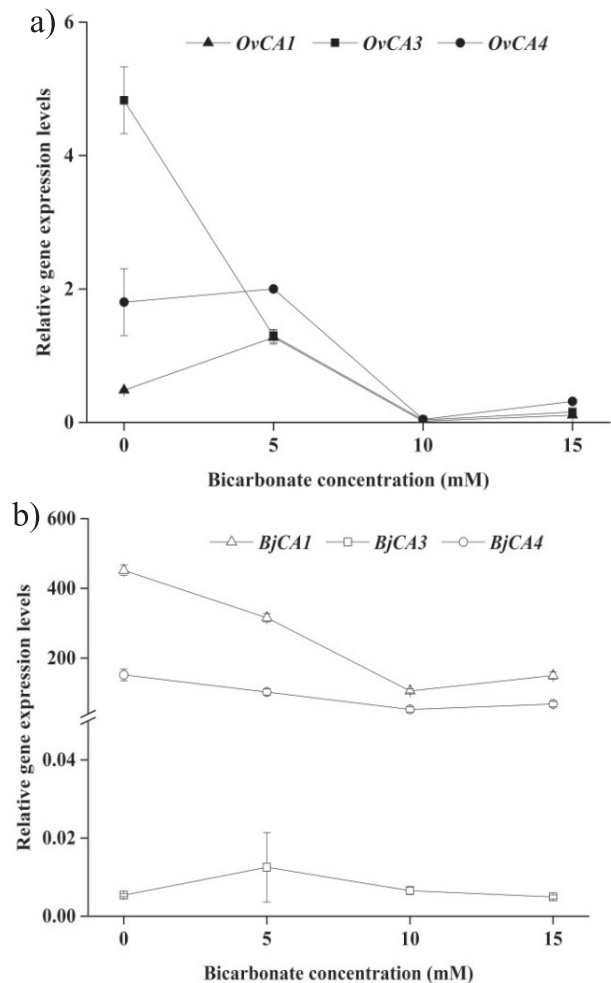 a)
OvCA1 OvCA3 OvCA4
Relative gene expression levels
6
4
2
0
0 5 10 15
Bicarbonate concentration (mM)
b)
BjCA1 BjCA3 BjCA4
Relative gene expression levels
600
400
200
0.04
0.02
0.00
0 5 10 15
Bicarbonate concentration (mM)